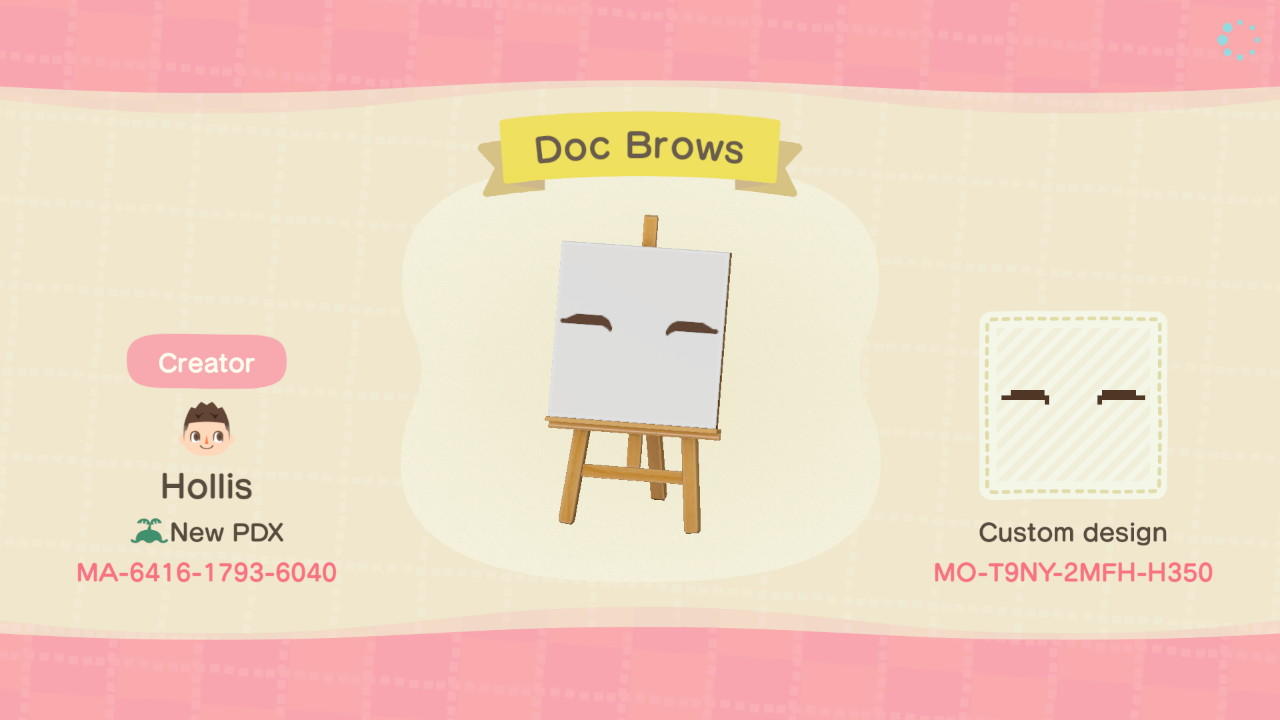 Doc Brows
Creator
Hollis
New PDX
MA-6416-1793-6040
Custom design
MO-T9NY-2MFH-H350